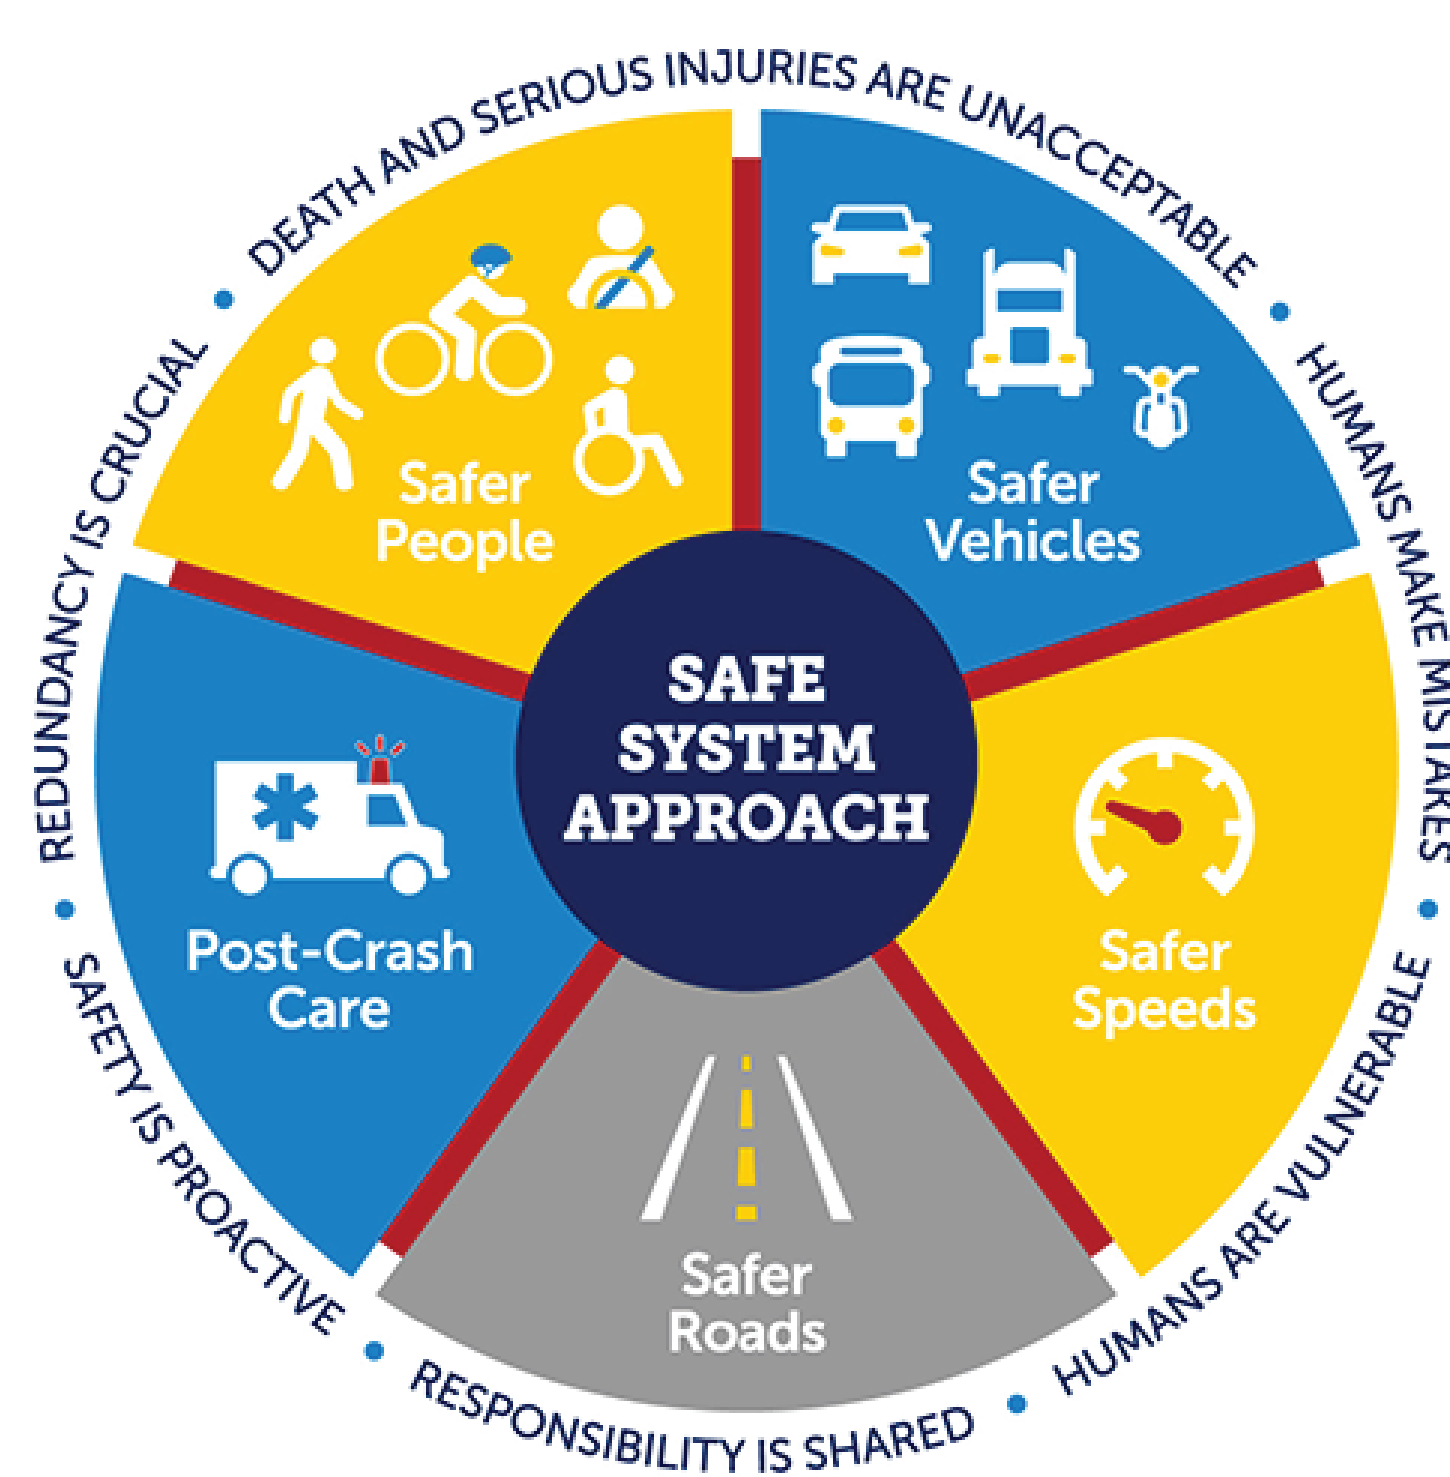 DEATH AND SERIOUS INJURIES ARE UNACCEPTABLE
HUMANS MAKE MISTAKES
HUMANS ARE VULNERABLE
RESPONSIBILITY IS SHARED
SAFETY IS PROACTIVE
REDUNDANCY IS CRUCIAL
Safer
People
Safer
Vehicles
SAFE
SYSTEM
APPROACH
Post-Crash
Care
Safer
Speeds
Safer
Roads